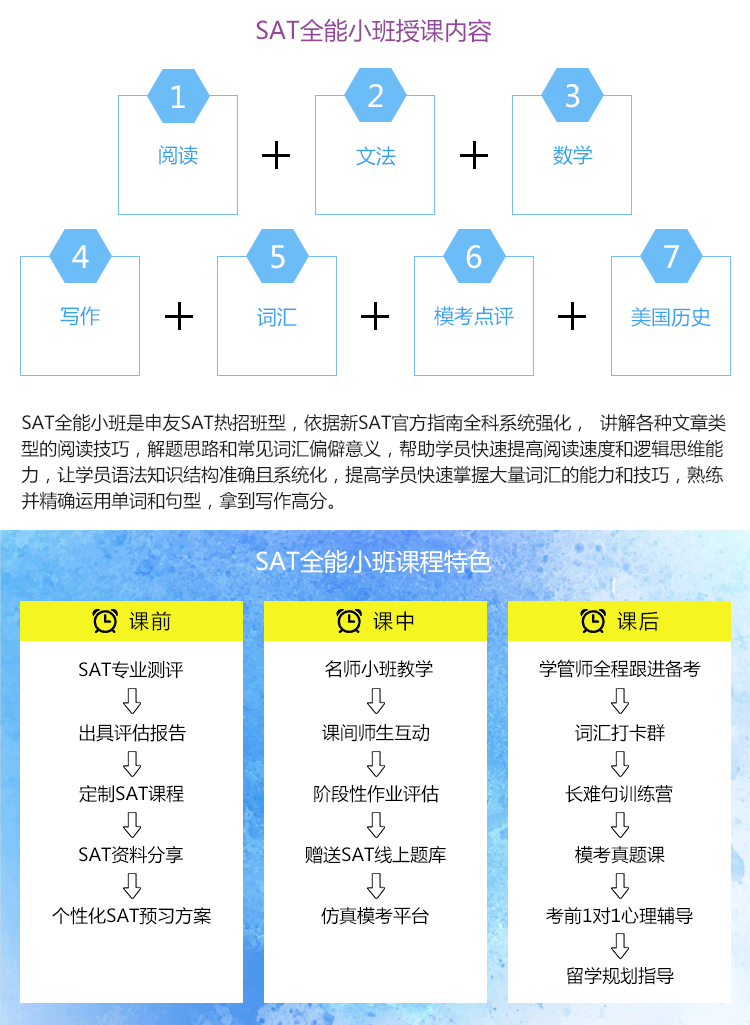 SAT全能小班授课内容
1
2
3
阅读
文法
数学
4
5
6
7
写作
词汇
模考点评
美国历史
SAT全能小班是申友SAT热招班型，依据新SAT官方指南全科系统强化， 讲解各种文章类
型的阅读技巧，解题思路和常见词汇偏僻意义，帮助学员快速提高阅读速度和逻辑思维能
力，让学员语法知识结构准确且系统化，提高学员快速掌握大量词汇的能力和技巧，熟练
并精确运用单词和句型，拿到写作高分。
SAT全能小班课程特色
课前
SAT专业测评
出具评估报告
定制SAT课程
SAT资料分享
个性化SAT预习方案
课中
名师小班教学
课间师生互动
阶段性作业评估
赠送SAT线上题库
仿真模考平台
课后
学管师全程跟进备考
词汇打卡群
长难句训练营
模考真题课
考前1对1心理辅导
留学规划指导